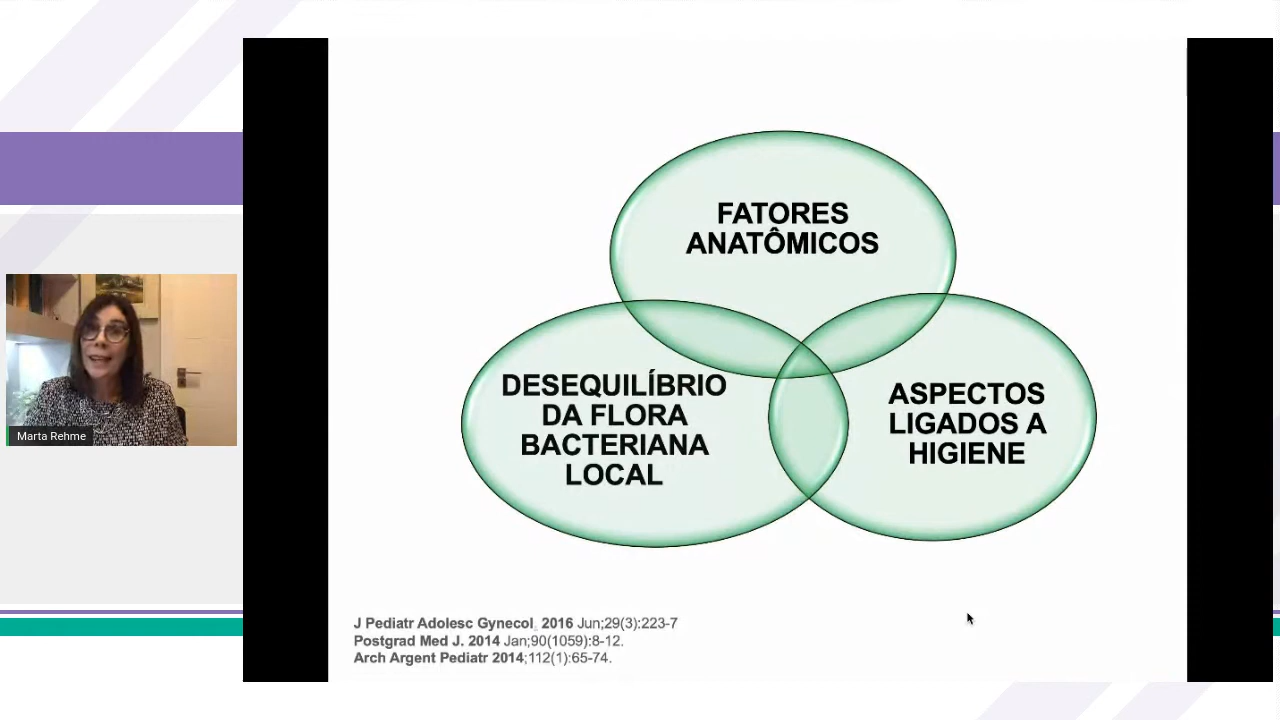 FATORES
ANATÔMICOS
DESEQUILÍBRIO
DA FLORA
BACTERIANA
LOCAL
ASPECTOS
LIGADOS A
HIGIENE
Marta Rehme
J Pediatr Adolesc Gynecol. 2016 Jun;29(3):223-7
Postgrad Med J. 2014 Jan;90(1059):8-12.
Arch Argent Pediatr 2014;112(1):65-74.